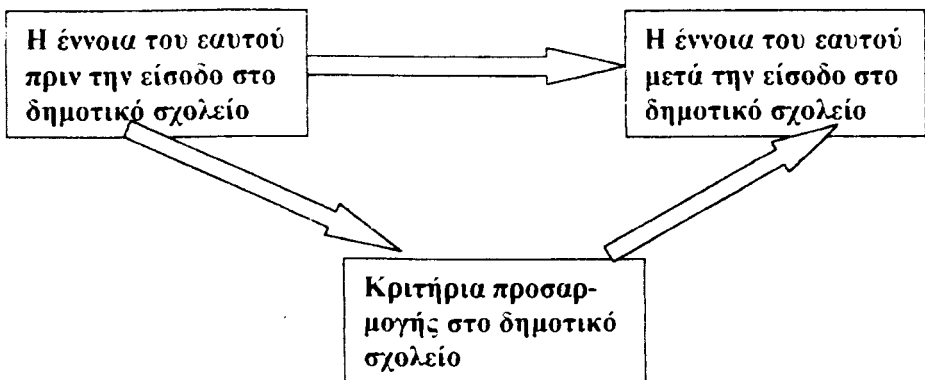 Η έννοια του εαυτού
πριν την είσοδο στο
δημοτικό σχολείο
Η έννοια του εαυτού
μετά την είσοδο στο
δημοτικό σχολείο
Κριτήρια προσαρ-
μογής στο δημοτικό
σχολείο